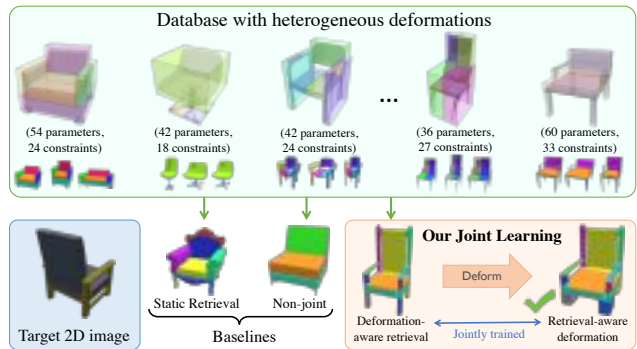 Database with heterogeneous deformations
(54 parameters,
24 constraints)
(42 parameters,
18 constraints)
(42 parameters,
24 constraints)
...
(36 parameters,
27 constraints)
(60 parameters,
33 constraints)
Target 2D image
Static Retrieval
Non-joint
Baselines
Our Joint Learning
Deform
Deformation-
aware retrieval
Jointly trained
Retrieval-aware
deformation